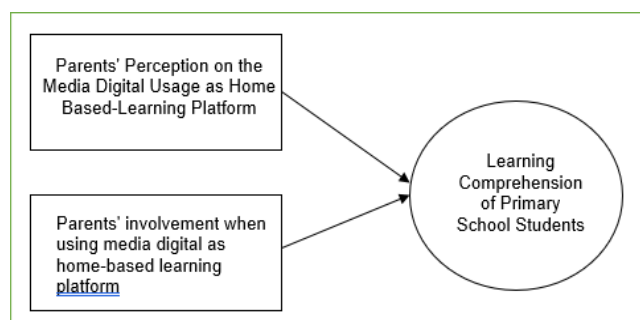 Parents' Perception on the
Media Digital Usage as Home
Based-Learning Platform
Parents' involvement when
using media digital as
home-based learning
platform
Learning
Comprehension
of Primary
School Students